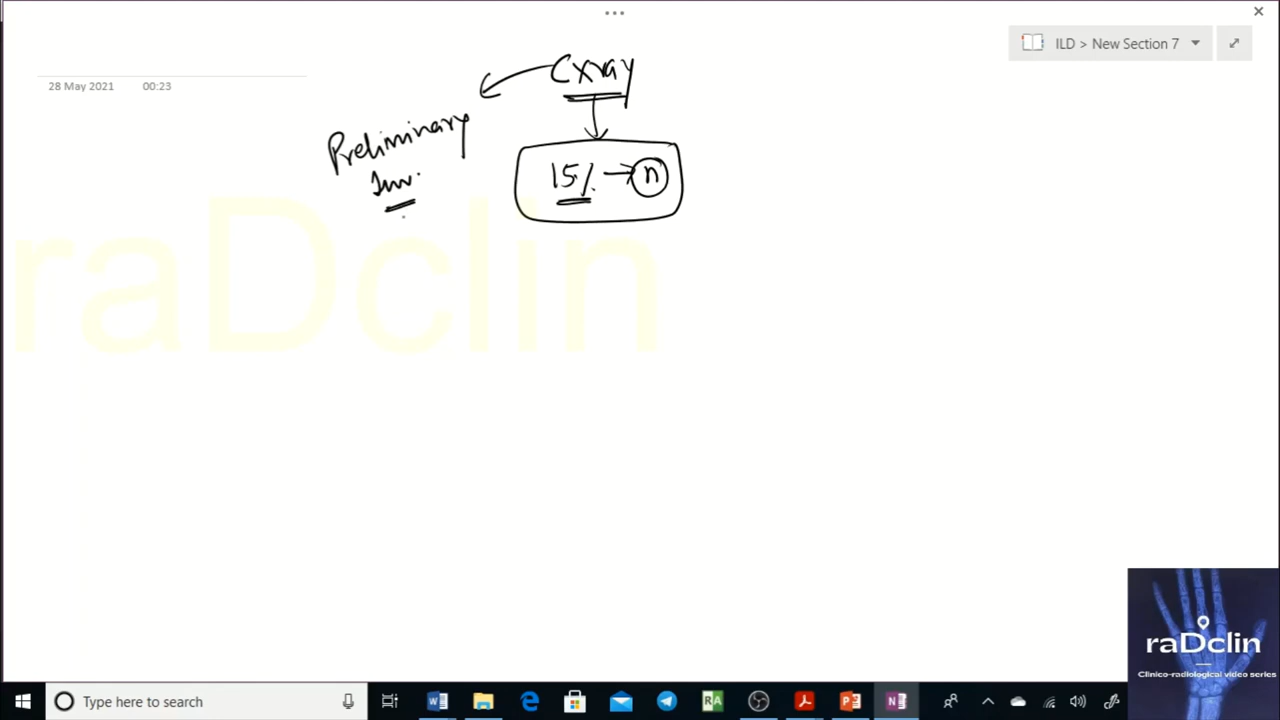 ILD > New Section 7
28 May 2021 00:23
Cxray
Preliminary
Inv.
15% → n
raDclin
Type here to search
raDclin
Clinico-radiological video series